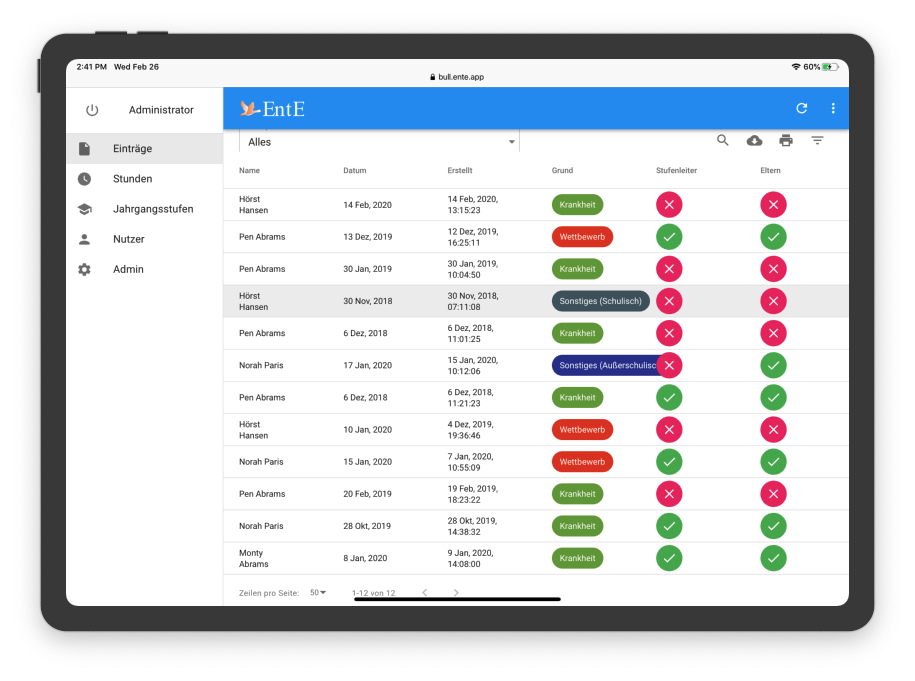 2:41 PM Wed Feb 26
60%
bull.ente.app
Administrator
EntE
Einträge
Stunden
Jahrgangsstufen
Nutzer
Admin
Alles
Name Datum Erstellt Grund Stufenleiter Eltern
Hörst
Hansen
14 Feb, 2020
14 Feb, 2020,
13:15:23
Krankheit
Pen Abrams
13 Dez, 2019
12 Dez, 2019,
16:25:11
Wettbewerb
Pen Abrams
30 Jan, 2019
30 Jan, 2019,
10:04:50
Krankheit
Hörst
Hansen
30 Nov, 2018
30 Nov, 2018,
07:11:08
Sonstiges (Schulisch)
Pen Abrams
6 Dez, 2018
6 Dez, 2018,
11:01:25
Krankheit
Norah Paris
17 Jan, 2020
15 Jan, 2020,
10:12:06
Sonstiges (Außerschulisc
Pen Abrams
6 Dez, 2018
6 Dez, 2018,
11:21:23
Krankheit
Hörst
Hansen
10 Jan, 2020
4 Dez, 2019,
19:36:46
Wettbewerb
Norah Paris
15 Jan, 2020
7 Jan, 2020,
10:55:09
Wettbewerb
Pen Abrams
20 Feb, 2019
19 Feb, 2019,
18:23:22
Krankheit
Norah Paris
28 Okt, 2019
28 Okt, 2019,
14:38:32
Krankheit
Monty
Abrams
8 Jan, 2020
9 Jan, 2020,
14:08:00
Krankheit
Zeilen pro Seite: 50 1-12 von 12